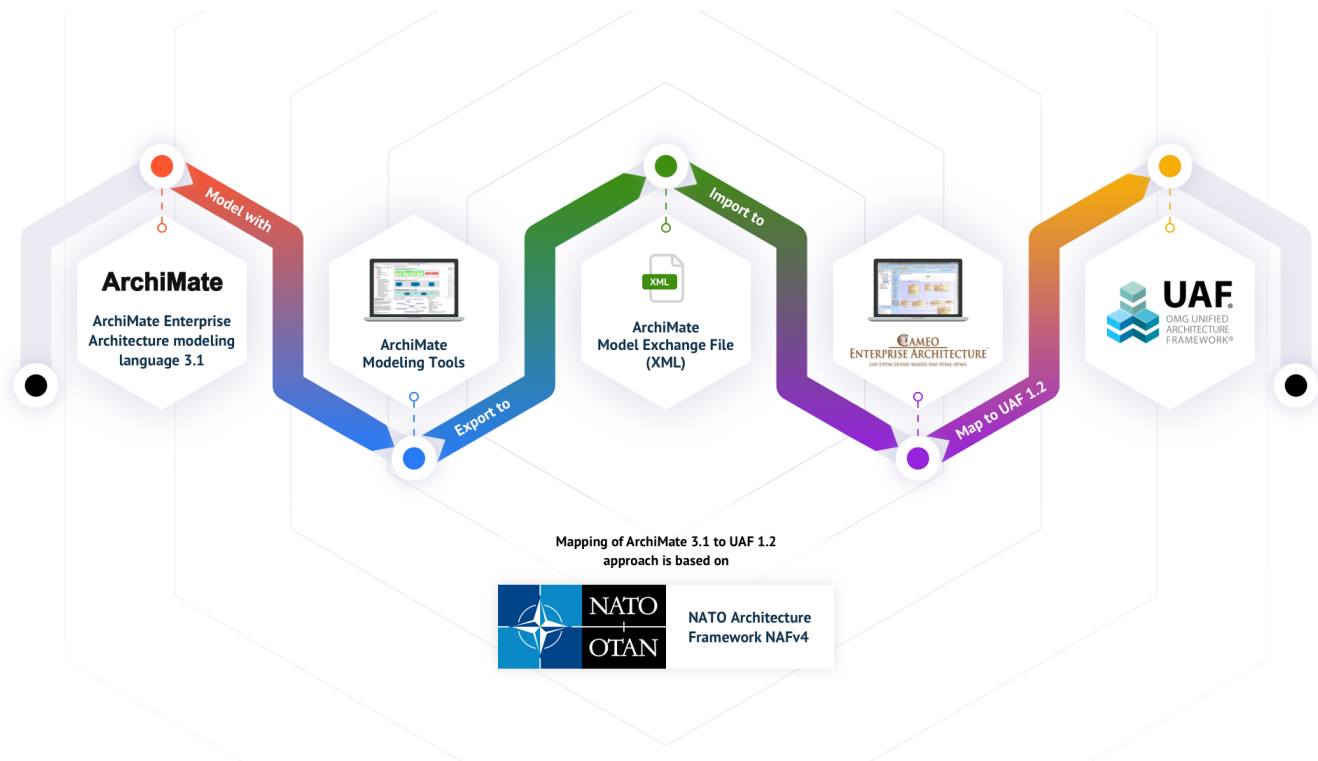 Model with
ArchiMate
ArchiMate Enterprise
Architecture modeling
language 3.1
ArchiMate
Modeling Tools
Export to
XML
ArchiMate
Model Exchange File
(XML)
Import to
CAMEO
ENTERPRISE ARCHITECTURE™
Map to UAF 1.2
UAF®
OMG UNIFIED
ARCHITECTURE
FRAMEWORK®
Mapping of ArchiMate 3.1 to UAF 1.2
approach is based on
NATO
OTAN
NATO Architecture
Framework NAFv4